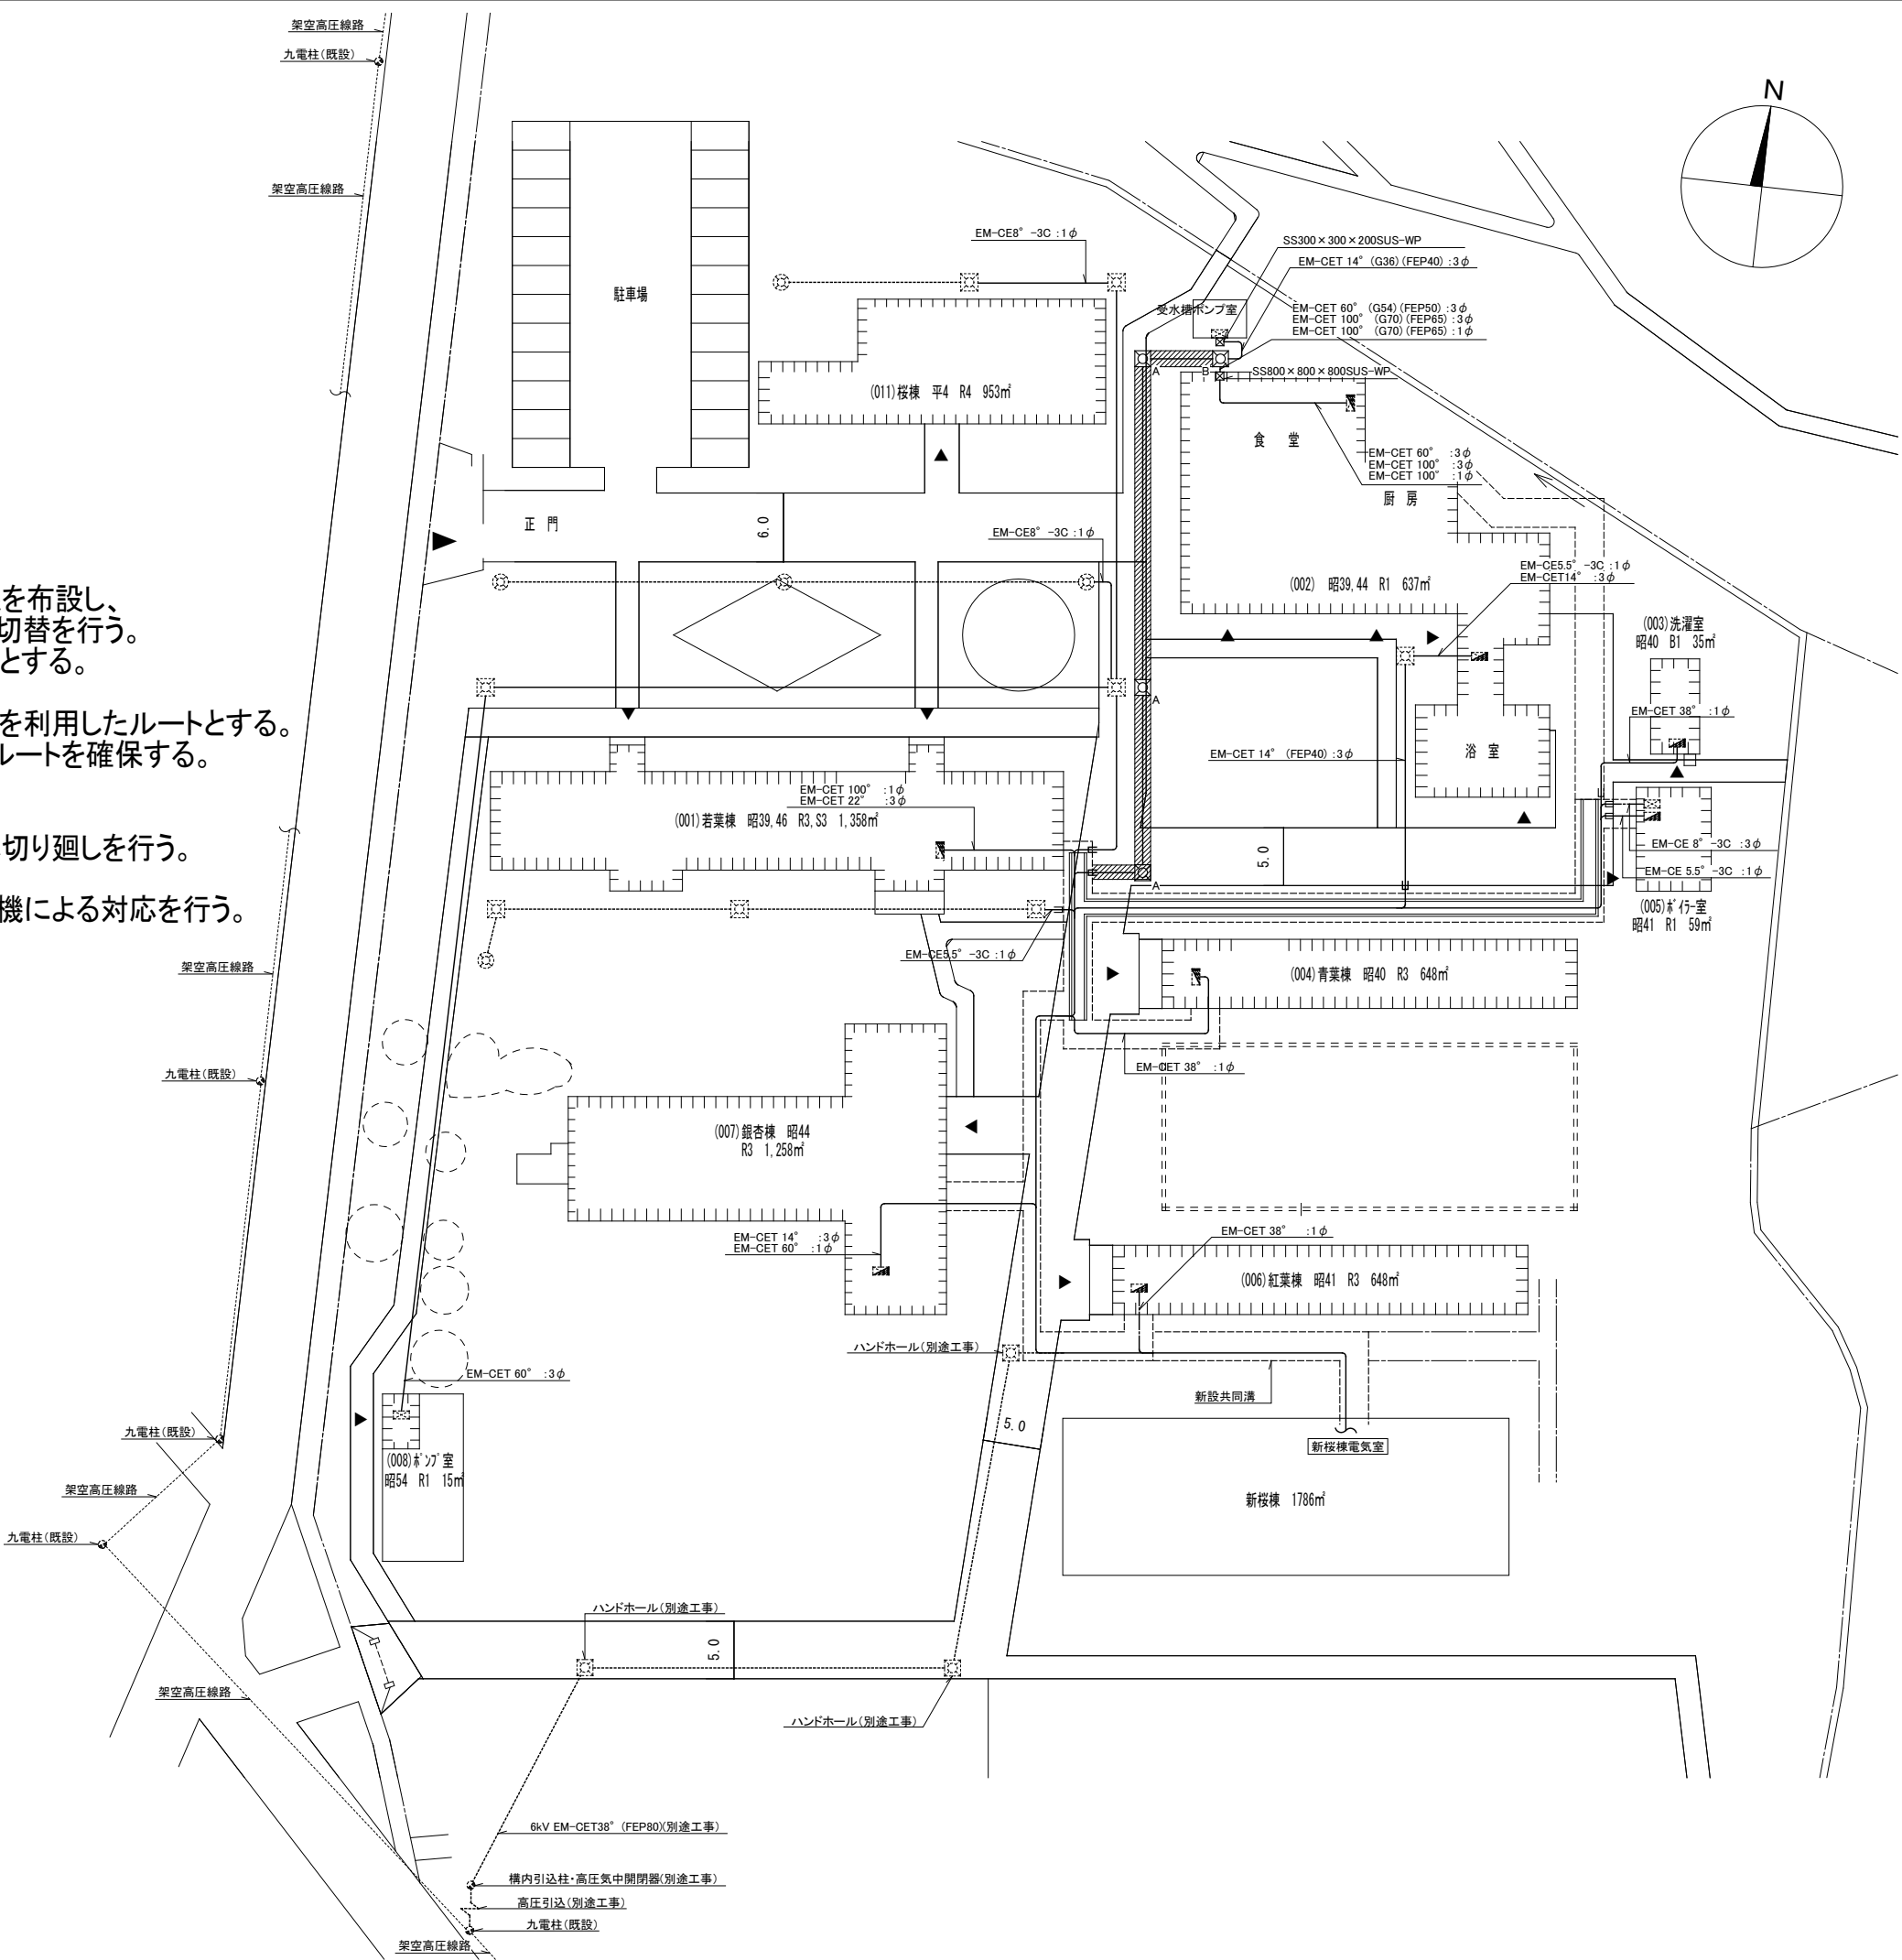 架空高圧線路
九電柱(既設)
N
架空高圧線路
EM-CE8° -3C :1φ
SS300×300×200SUS-WP
EM-CET 14° (G36)(FEP40) :3φ
駐車場
受水槽ポンプ室
EM-CET 60° (G54)(FEP50) :3φ
EM-CET 100° (G70)(FEP65) :3φ
EM-CET 100° (G70)(FEP65) :1φ
A
B
SS800×800×800SUS-WP
(011)桜棟 平4 R4 953㎡
食 堂
EM-CET 60° :3φ
EM-CET 100° :3φ
EM-CET 100° :1φ
厨 房
正 門
6.0
EM-CE8° -3C :1φ
EM-CE5.5° -3C :1φ
EM-CET14° :3φ
(002) 昭39,44 R1 637㎡
を布設し、
切替を行う。
とする。
(003)洗濯室
昭40 B1 35㎡
A
を利用したルートとする。
ルートを確保する。
EM-CET 38° :1φ
EM-CET 14° (FEP40) :3φ
浴 室
EM-CET 100° :1φ
EM-CET 22° :3φ
(001)若葉棟 昭39,46 R3,S3 1,358㎡
切り廻しを行う。
5.0
EM-CE 8° -3C :3φ
EM-CE 5.5° -3C :1φ
A
機による対応を行う。
(005)ボイラー室
昭41 R1 59㎡
EM-CE5.5° -3C :1φ
架空高圧線路
(004)青葉棟 昭40 R3 648㎡
九電柱(既設)
EM-CET 38° :1φ
(007)銀杏棟 昭44
R3 1,258㎡
EM-CET 14° :3φ
EM-CET 60° :1φ
EM-CET 38° :1φ
(006)紅葉棟 昭41 R3 648㎡
ハンドホール(別途工事)
EM-CET 60° :3φ
新設共同溝
九電柱(既設)
5.0
新桜棟電気室
(008)ポンプ室
昭54 R1 15㎡
架空高圧線路
新桜棟 1786㎡
九電柱(既設)
ハンドホール(別途工事)
5.0
架空高圧線路
ハンドホール(別途工事)
6kV EM-CET38° (FEP80)(別途工事)
構内引込柱・高圧気中開閉器(別途工事)
高圧引込(別途工事)
九電柱(既設)
架空高圧線路